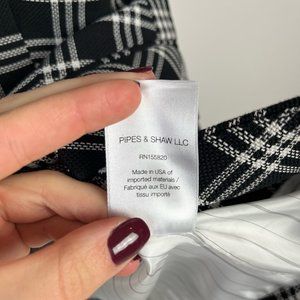 PIPES & SHAW LLC
RN155820
Made in USA of
imported materials /
Fabriqué aux EU avec
tissu importé